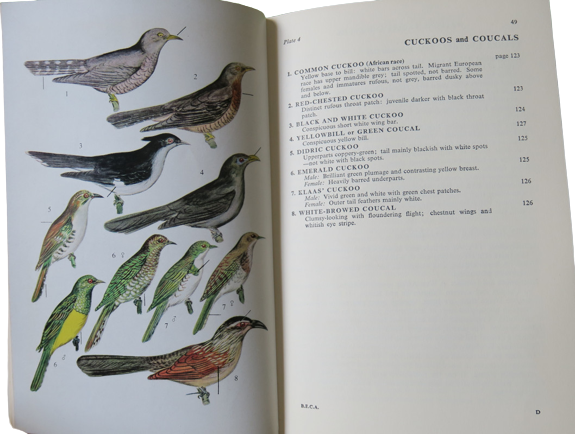 49
Plate 4
CUCKOOS and COUCALS
1. COMMON CUCKOO (African race) page 123
Yellow base to bill: white bars across tail. Migrant European
race has upper mandible grey; tail spotted, not barred. Some
females and immatures rufous, not grey, barred dusky above
and below.
2. RED-CHESTED CUCKOO 123
Distinct rufous throat patch: juvenile darker with black throat
patch.
3. BLACK AND WHITE CUCKOO 124
Conspicuous short white wing bar.
4. YELLOWBILL or GREEN COUCAL 127
Conspicuous yellow bill.
5. DIDRIC CUCKOO 125
Upperparts coppery-green; tail mainly blackish with white spots
—not white with black spots.
6. EMERALD CUCKOO 125
Male: Brilliant green plumage and contrasting yellow breast.
Female: Heavily barred underparts.
7. KLAAS' CUCKOO 126
Male: Vivid green and white with green chest patches.
Female: Outer tail feathers mainly white.
8. WHITE-BROWED COUCAL 126
Clumsy-looking with floundering flight; chestnut wings and
whitish eye stripe.
B.E.C.A.
D
1
2
3
4
5
6 ♀
7 ♂
7 ♀
6 ♂
8